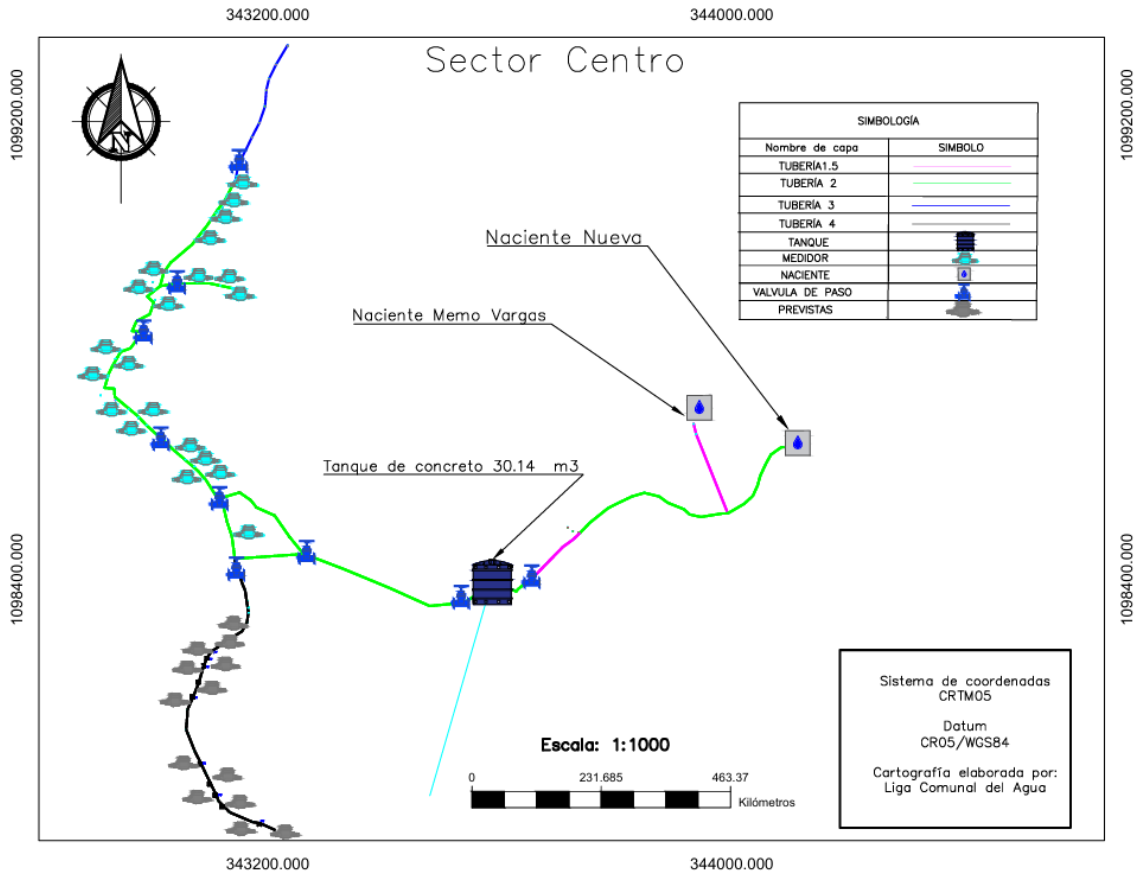 343200.000
344000.000
Sector Centro
1099200.000
1099200.000
N
SIMBOLOGÍA
Nombre de capa
SIMBOLO
TUBERÍA1.5
TUBERÍA 2
TUBERÍA 3
TUBERÍA 4
TANQUE
MEDIDOR
NACIENTE
VALVULA DE PASO
PREVISTAS
Naciente Nueva
Naciente Memo Vargas
Tanque de concreto 30.14 m3
1098400.000
1098400.000
Sistema de coordenadas
CRTM05
Datum
CR05/WGS84
Cartografía elaborada por:
Liga Comunal del Agua
Escala: 1:1000
0
231.685
463.37
Kilómetros
343200.000
344000.000